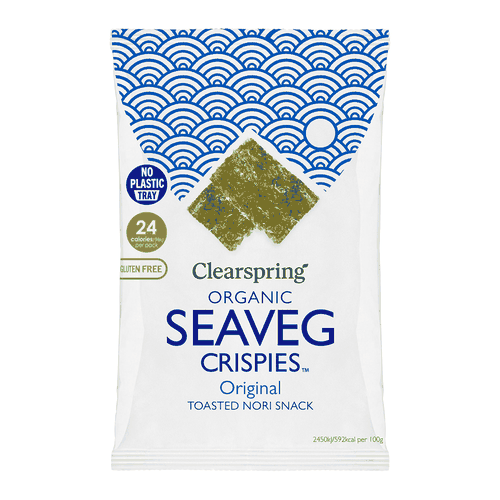 NO
PLASTIC
TRAY
24
calories
per pack
GLUTEN FREE
Clearspring
ORGANIC
SEAVEG
CRISPIES™
Original
TOASTED NORI SNACK
2450kJ/592kcal per 100g